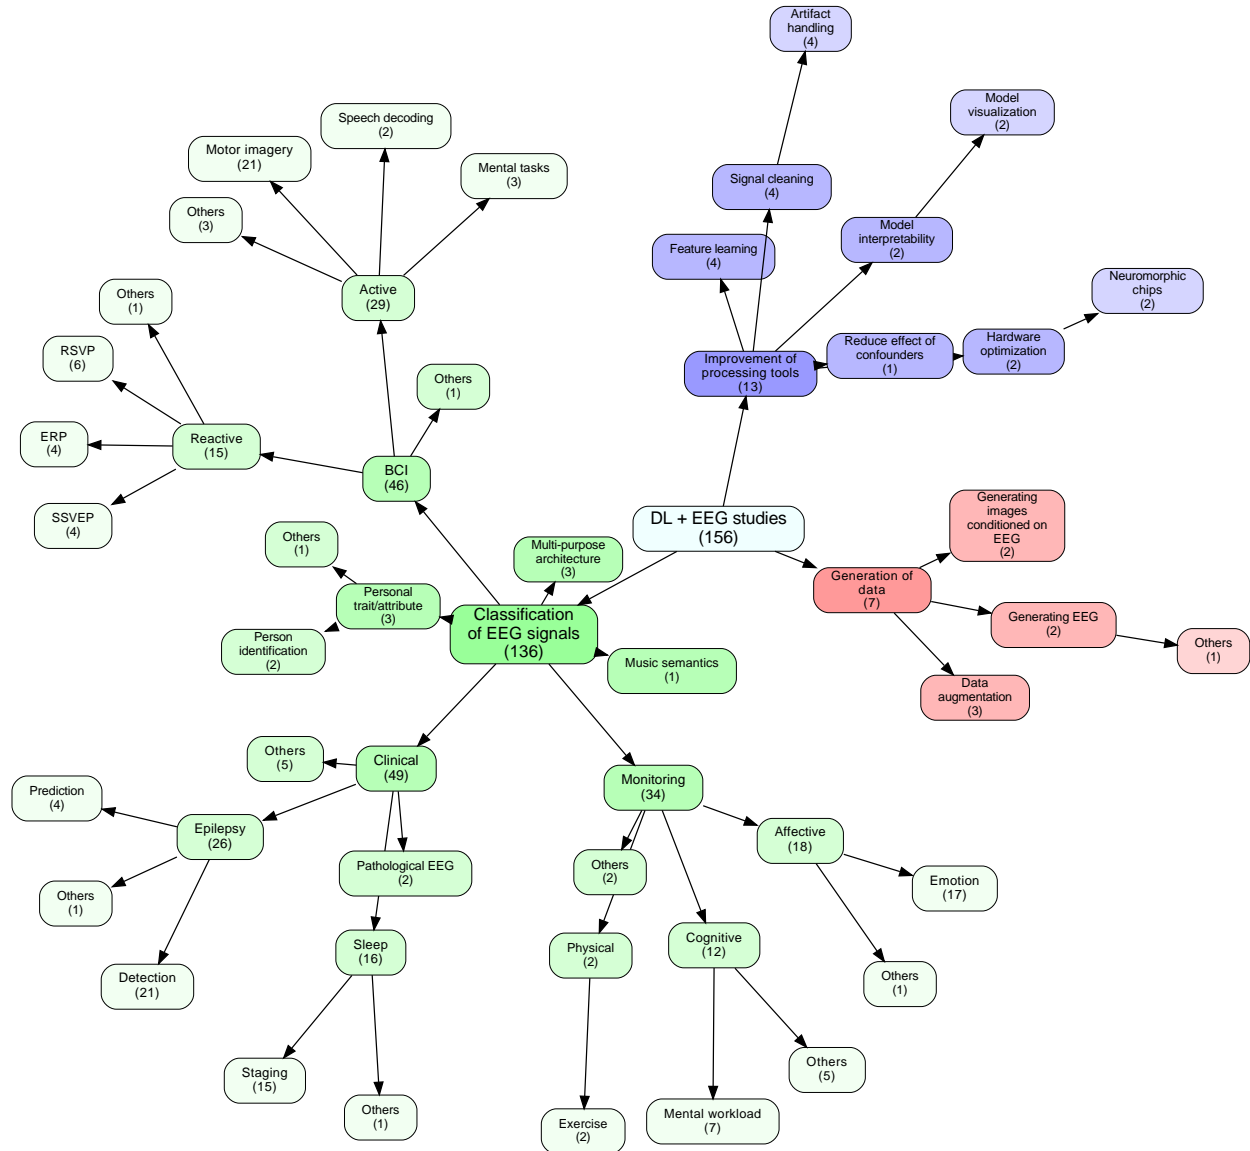 Artifact
handling
(4)
Model
visualization
(2)
Speech decoding
(2)
Motor imagery
(21)
Mental tasks
(3)
Others
(3)
Signal cleaning
(4)
Feature learning
(4)
Model
interpretability
(2)
Neuromorphic
chips
(2)
Active
(29)
Others
(1)
RSVP
(6)
Reduce effect of
confounders
(1)
Hardware
optimization
(2)
Improvement of
processing tools
(13)
Others
(1)
ERP
(4)
Reactive
(15)
BCI
(46)
SSVEP
(4)
DL + EEG studies
(156)
Generating
images
conditioned on
EEG
(2)
Others
(1)
Multi-purpose
architecture
(3)
Generation of
data
(7)
Personal
trait/attribute
(3)
Person
identification
(2)
Classification
of EEG signals
(136)
Generating EEG
(2)
Others
(1)
Music semantics
(1)
Data
augmentation
(3)
Others
(5)
Clinical
(49)
Monitoring
(34)
Prediction
(4)
Epilepsy
(26)
Affective
(18)
Pathological EEG
(2)
Others
(2)
Emotion
(17)
Others
(1)
Sleep
(16)
Physical
(2)
Cognitive
(12)
Detection
(21)
Others
(1)
Staging
(15)
Others
(5)
Others
(1)
Exercise
(2)
Mental workload
(7)